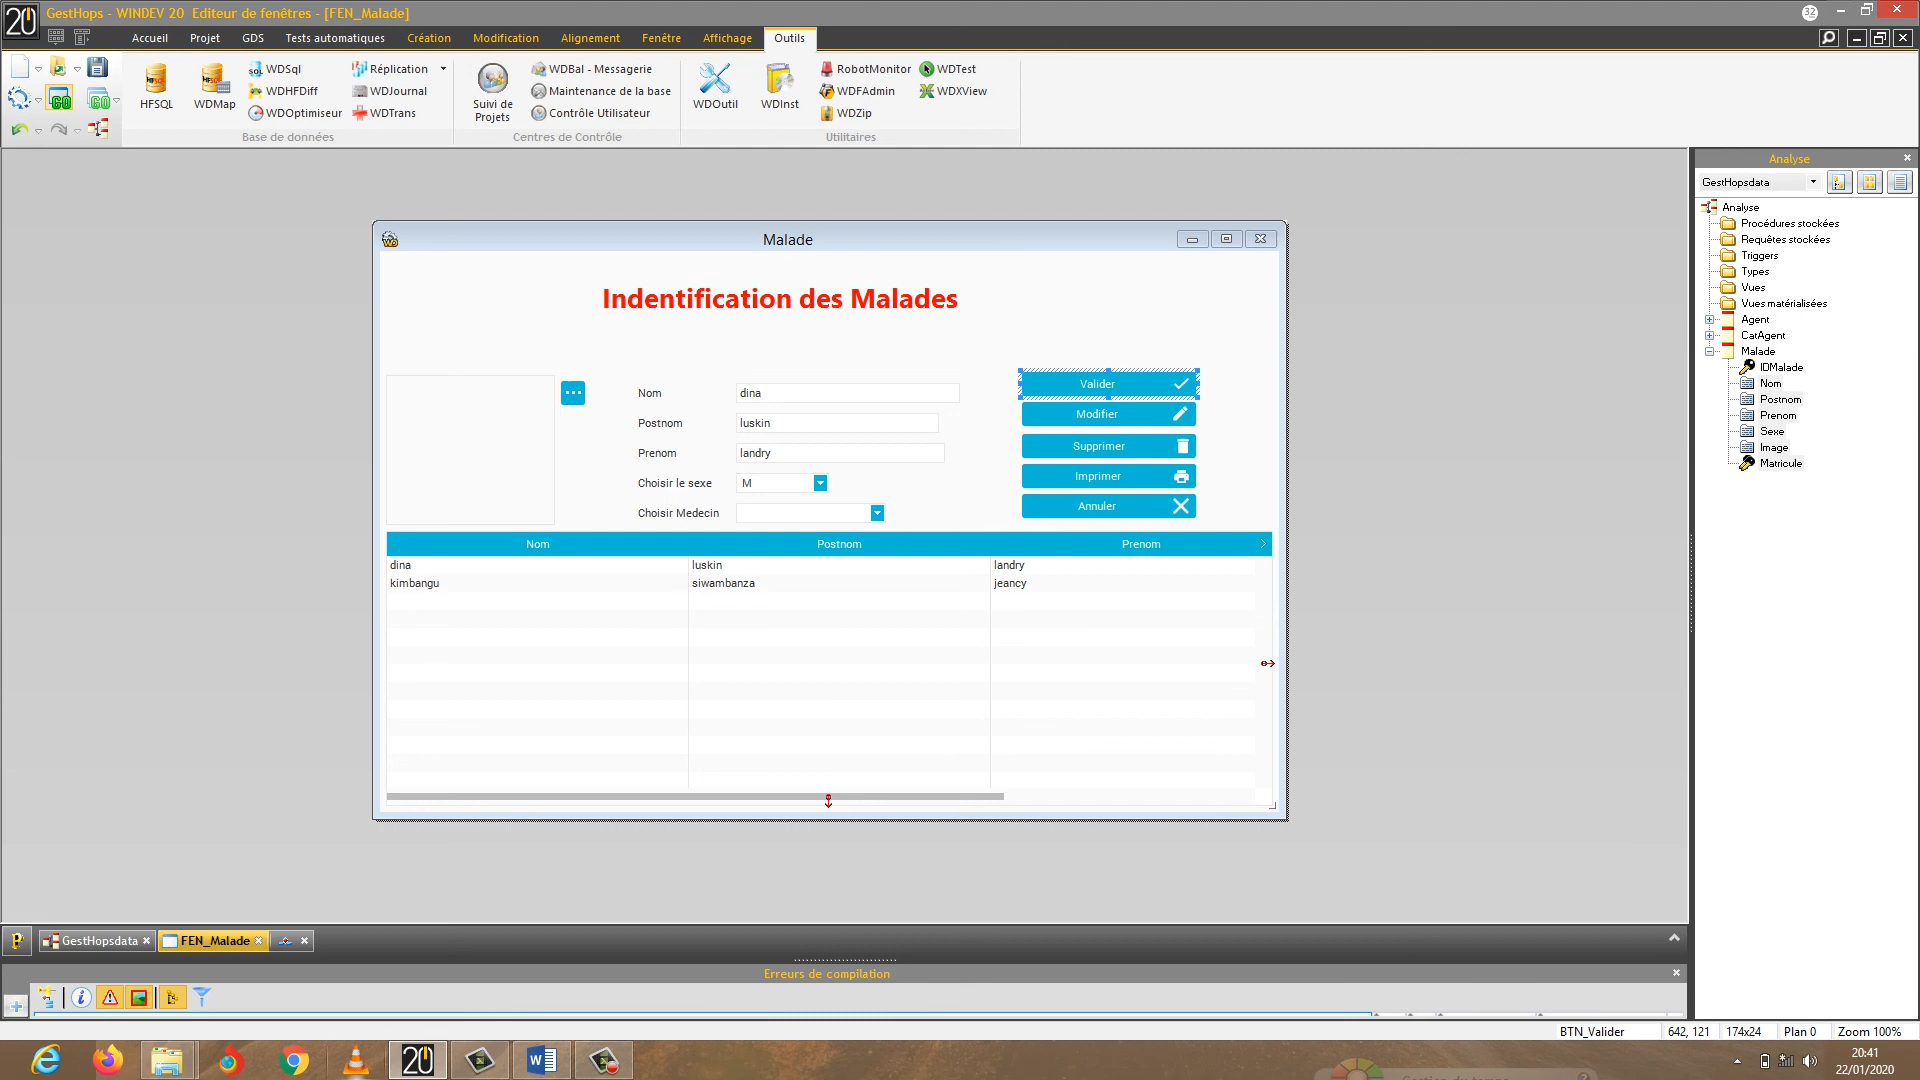 GestHops - WINDEV 20 Editeur de fenêtres - [FEN_Malade]
32
20
Accueil Projet GDS Tests automatiques Création Modification Alignement Fenêtre Affichage Outils
HFSQL
WDMap
WDSql
WDHFDiff
WDOptimiseur
Réplication
WDJournal
WDTrans
Base de données
Suivi de Projets
WDBal - Messagerie
Maintenance de la base
Contrôle Utilisateur
Centres de Contrôle
WDOutil
WDInst
RobotMonitor
WDFAdmin
WDZip
WDTest
WDXView
Utilitaires
Malade
Indentification des Malades
Nom dina
Postnom luskin
Prenom landry
Choisir le sexe M
Choisir Medecin
Valider
Modifier
Supprimer
Imprimer
Annuler
Nom Postnom Prenom
dina luskin landry
kimbangu siwambanza jeancy
Analyse
GestHopsdata
Analyse
Procédures stockées
Requêtes stockées
Triggers
Types
Vues
Vues matérialisées
Agent
CatAgent
Malade
IDMalade
Nom
Postnom
Prenom
Sexe
Image
Matricule
GestHopsdata FEN_Malade
Erreurs de compilation
BTN_Valider 642, 121 174x24 Plan 0 Zoom 100%
20
20:41
22/01/2020